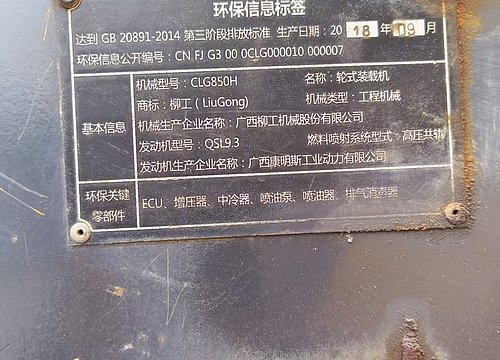 环保信息标签
达到 GB 20891-2014 第三阶段排放标准 生产日期：20 18 年 09 月
环保信息公开编号：CN FJ G3 00 0CLG000010 000007
基本信息
机械型号：CLG850H 名称：轮式装载机
商标：柳工（LiuGong） 机械类型：工程机械
机械生产企业名称：广西柳工机械股份有限公司
发动机型号：QSL9.3 燃料喷射系统型式：高压共轨
发动机生产企业名称：广西康明斯工业动力有限公司
环保关键
零部件
ECU、增压器、中冷器、喷油泵、喷油器、排气消声器